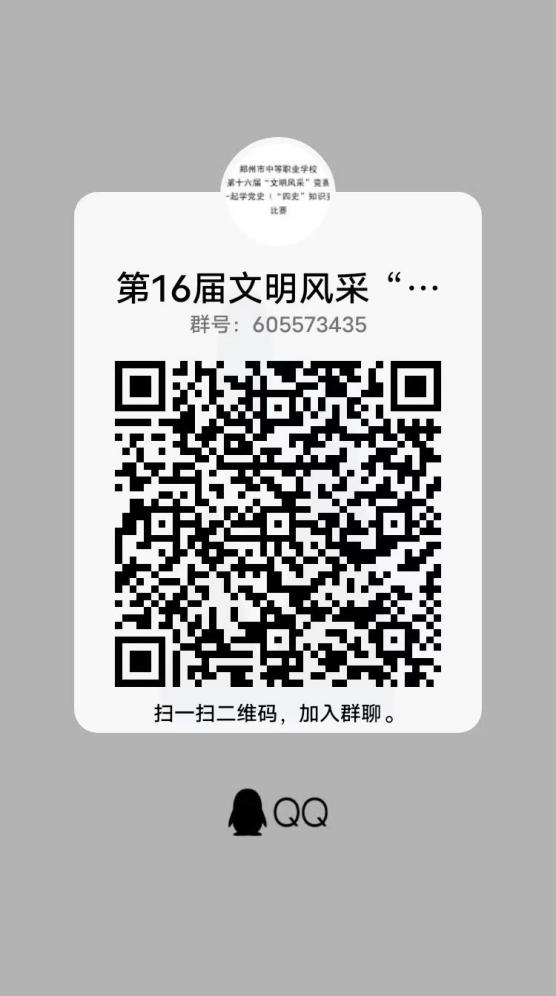 郑州市中等职业学校
第十六届“文明风采”竞赛
一起学党史（“四史”知识竞
比赛
第16届文明风采“…
群号：605573435
扫一扫二维码，加入群聊。
QQ